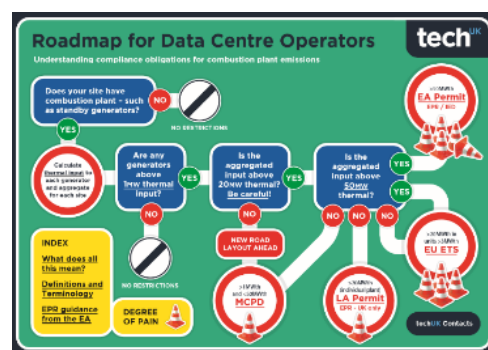 Roadmap for Data Centre Operators
Understanding compliance obligations for combustion plant emissions
techUK
Does your site have
combustion plant - such
as standby generators?
NO
NO RESTRICTIONS
YES
EA Permit
Calculate
thermal input to
each generator
and aggregate
for each site
Are any
generators
above
1MW thermal
input?
YES
Is the
aggregated
input above
20MW thermal?
Be careful!
YES
Is the
aggregated
input above
50MW
thermal?
YES
YES
NO
NO
NO
NO
NO
NO RESTRICTIONS
NEW ROAD
LAYOUT AHEAD
MCPD
LA Permit
EPR - UK only
EU ETS
INDEX
What does all
this mean?
Definitions and
Terminology
EPR guidance
from the EA
DEGREE
OF PAIN
techUK Contacts